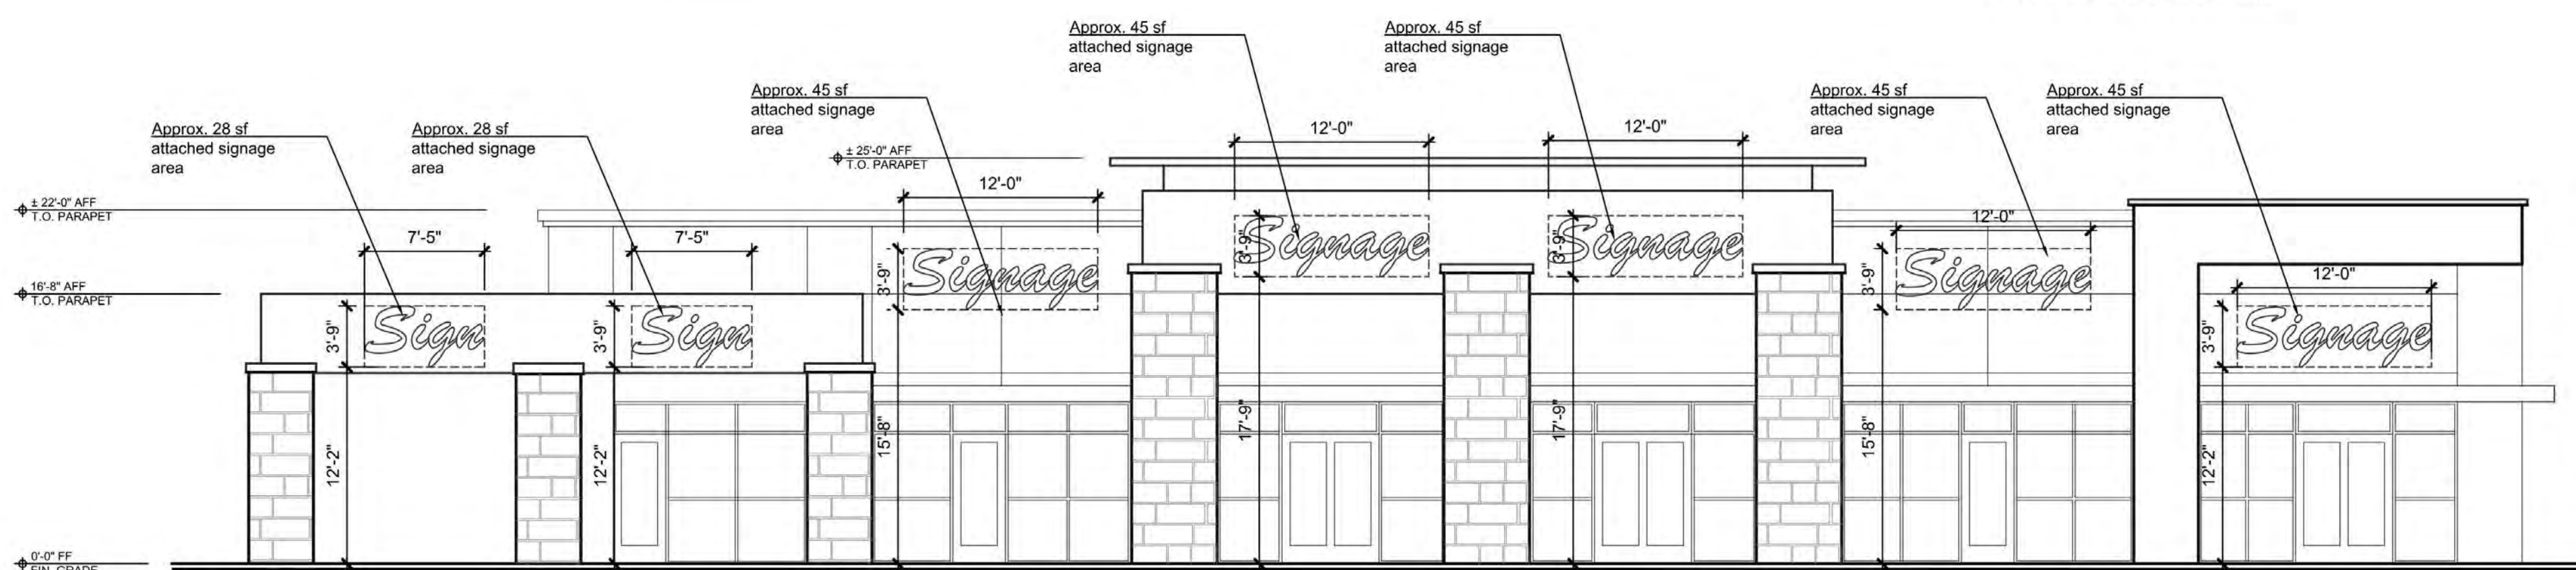 Approx. 45 sf
attached signage
area
Approx. 45 sf
attached signage
area
Approx. 45 sf
attached signage
area
Approx. 45 sf
attached signage
area
Approx. 45 sf
attached signage
area
Approx. 28 sf
attached signage
area
Approx. 28 sf
attached signage
area
± 25'-0" AFF
T.O. PARAPET
± 22'-0" AFF
T.O. PARAPET
16'-8" AFF
T.O. PARAPET
0'-0" FF
FIN. GRADE
7'-5"
7'-5"
12'-0"
12'-0"
12'-0"
12'-0"
12'-0"
3'-9"
Sign
3'-9"
Sign
3'-9"
Signage
3'-9"
Signage
3'-9"
Signage
3'-9"
Signage
3'-9"
Signage
12'-2"
12'-2"
15'-8"
17'-9"
17'-9"
15'-8"
12'-2"